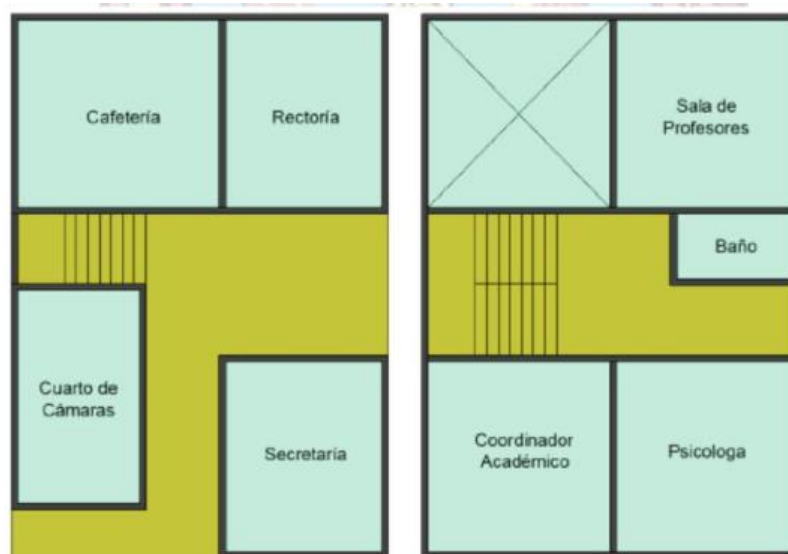 Cafetería
Rectoría
Cuarto de
Cámaras
Secretaría
Sala de
Profesores
Baño
Coordinador
Académico
Psicologa